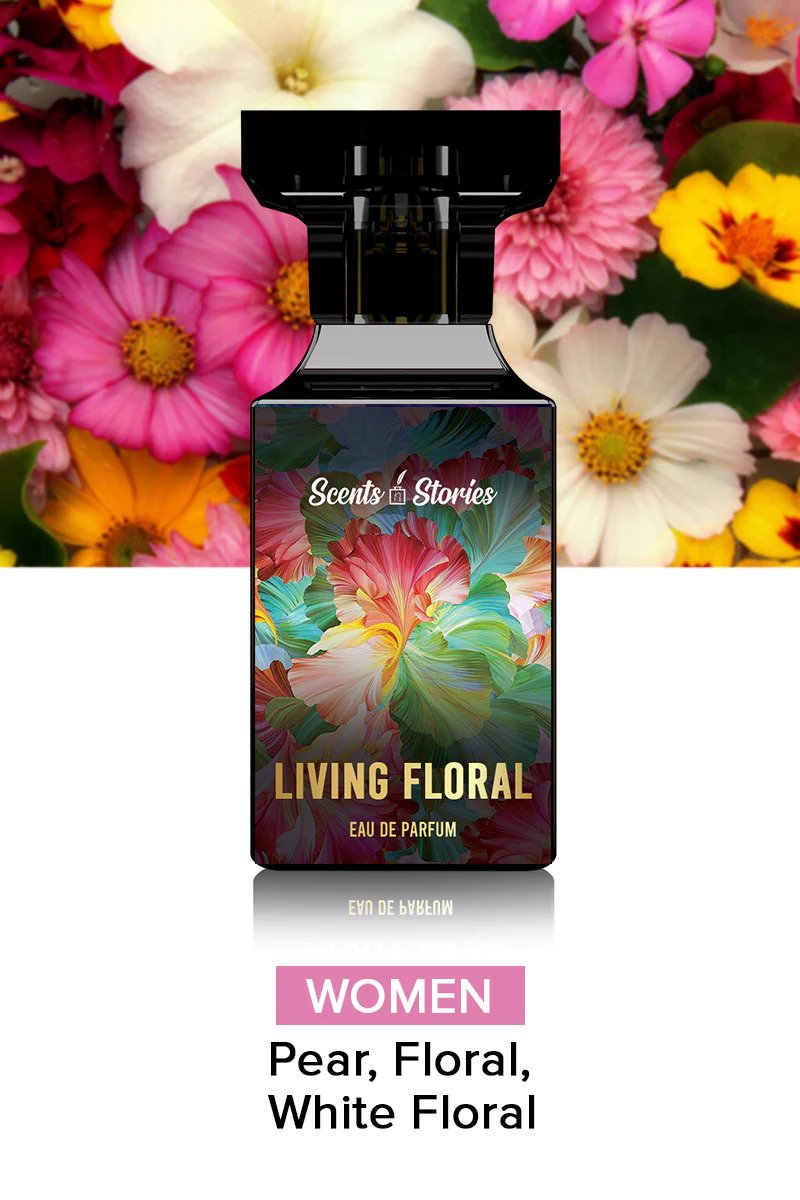 Scents Stories
LIVING FLORAL
EAU DE PARFUM
EAU DE PARFUM
WOMEN
Pear, Floral,
White Floral